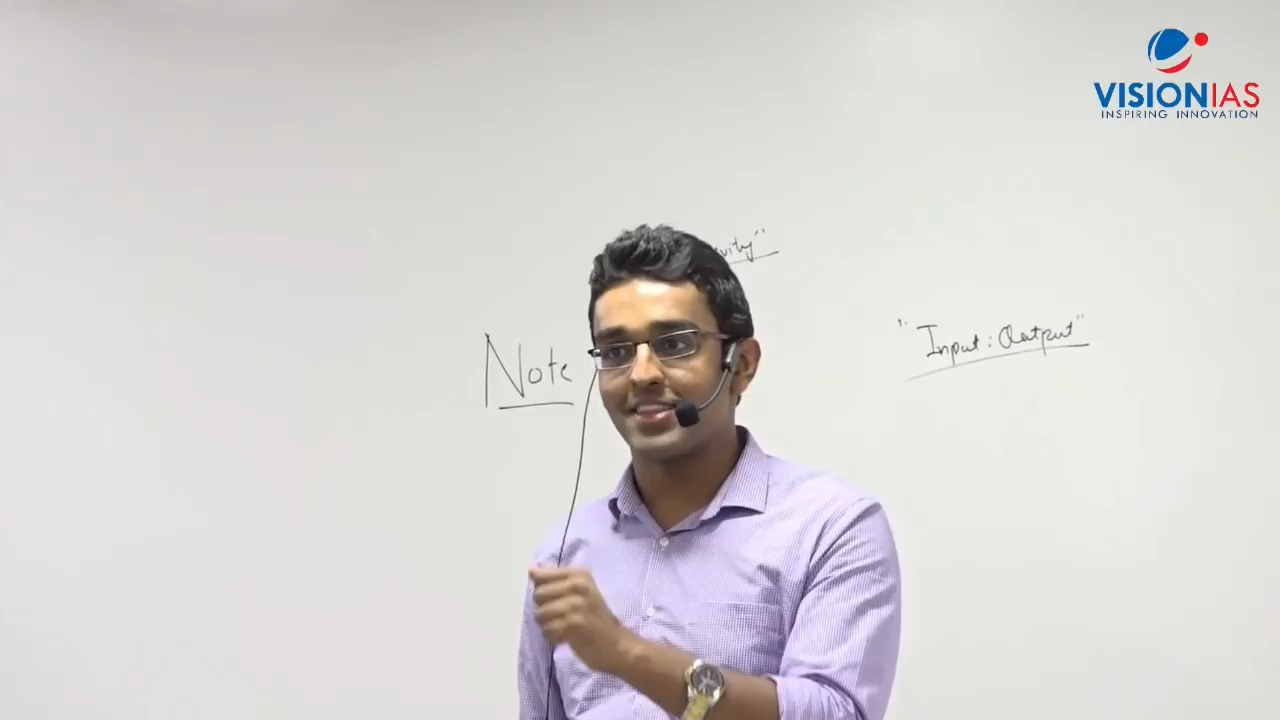 VISIONIAS
INSPIRING INNOVATION
Note
"Input : Output"